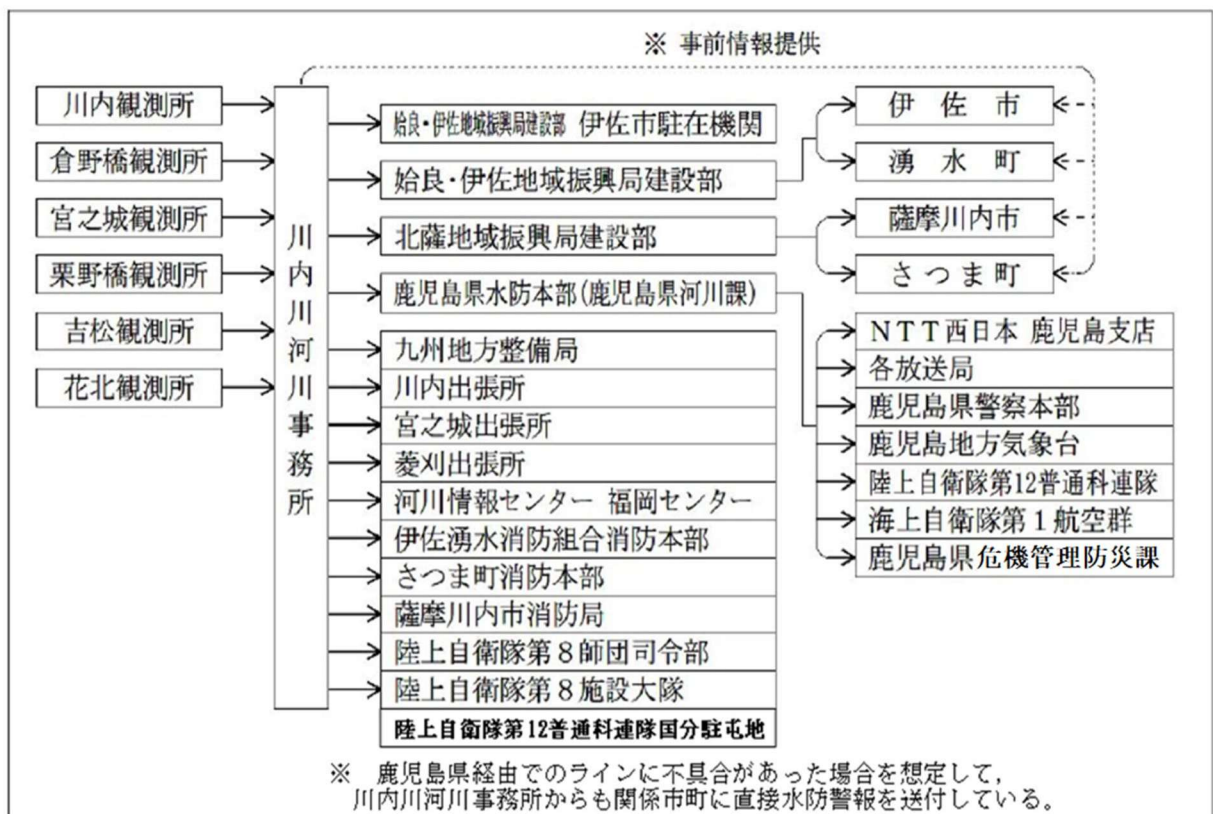 ※ 事前情報提供
川内観測所
倉野橋観測所
宮之城観測所
栗野橋観測所
吉松観測所
花北観測所
川内川河川事務所
姶良・伊佐地域振興局建設部 伊佐市駐在機関
姶良・伊佐地域振興局建設部
北薩地域振興局建設部
鹿児島県水防本部(鹿児島県河川課)
九州地方整備局
川内出張所
宮之城出張所
菱刈出張所
河川情報センター 福岡センター
伊佐湧水消防組合消防本部
さつま町消防本部
薩摩川内市消防局
陸上自衛隊第8師団司令部
陸上自衛隊第8施設大隊
陸上自衛隊第12普通科連隊国分駐屯地
伊佐市
湧水町
薩摩川内市
さつま町
NTT西日本 鹿児島支店
各放送局
鹿児島県警察本部
鹿児島地方気象台
陸上自衛隊第12普通科連隊
海上自衛隊第1航空群
鹿児島県危機管理防災課
※ 鹿児島県経由でのラインに不具合があった場合を想定して,
川内川河川事務所からも関係市町に直接水防警報を送付している。